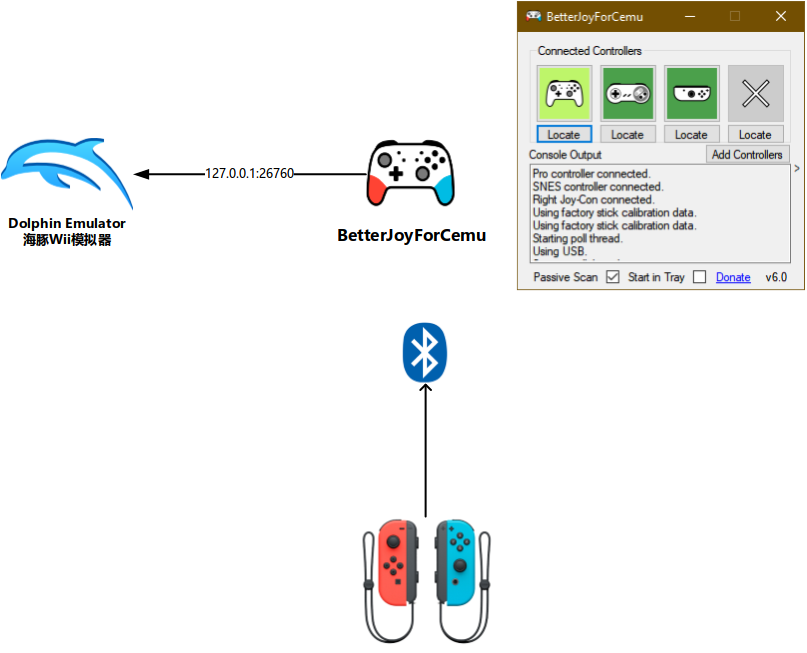 BetterJoyForCemu
Connected Controllers
Locate
Locate
Locate
Locate
Console Output
Add Controllers
>
Pro controller connected.
SNES controller connected.
Right Joy-Con connected.
Using factory stick calibration data.
Using factory stick calibration data.
Starting poll thread.
Using USB.
Passive Scan
Start in Tray
Donate
v6.0
127.0.0.1:26760
Dolphin Emulator
海豚Wii模拟器
BetterJoyForCemu